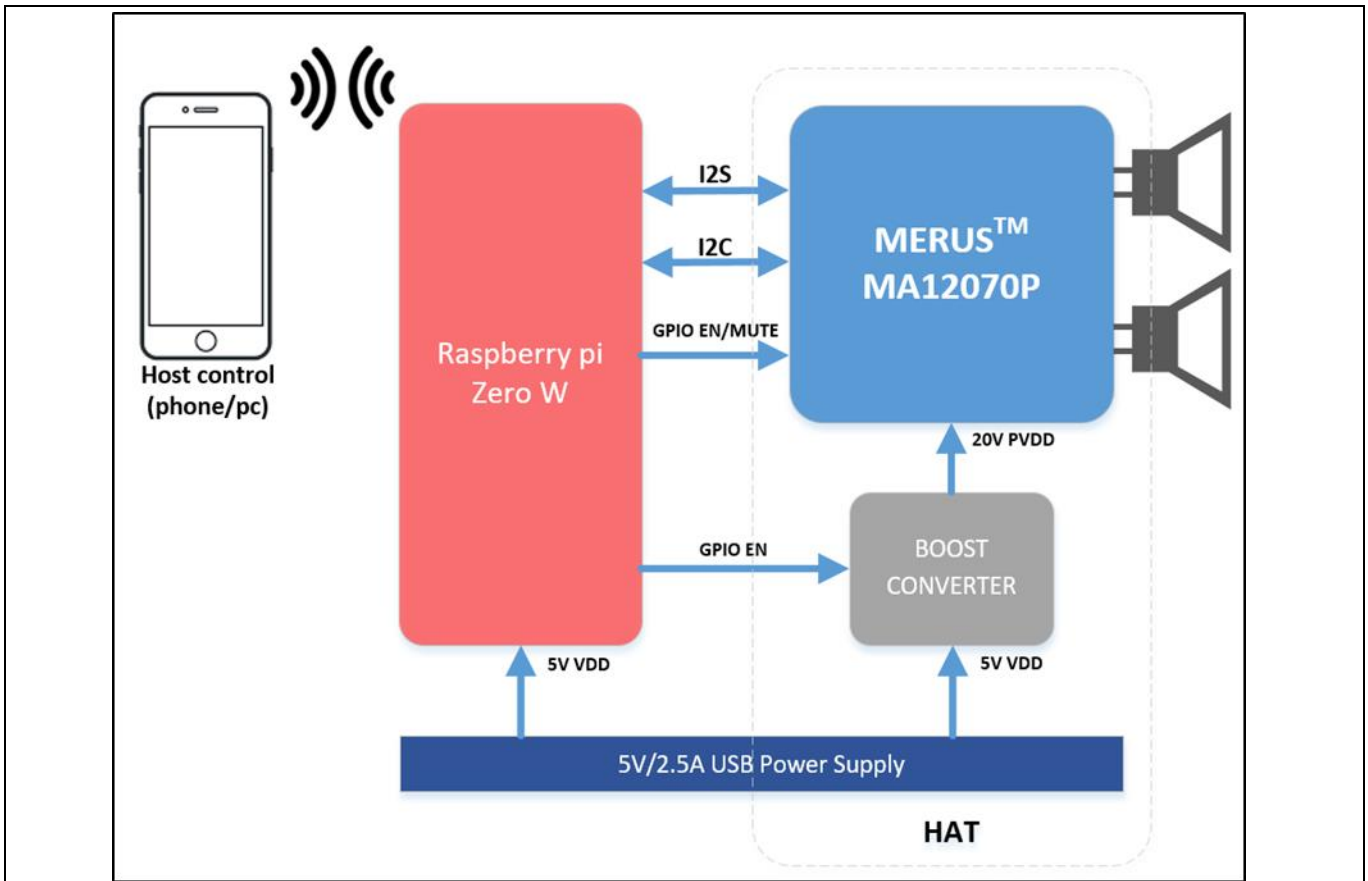 Host control
(phone/pc)
Raspberry pi
Zero W
I2S
I2C
GPIO EN/MUTE
MERUS™
MA12070P
20V PVDD
GPIO EN
BOOST
CONVERTER
5V VDD
5V VDD
5V/2.5A USB Power Supply
HAT